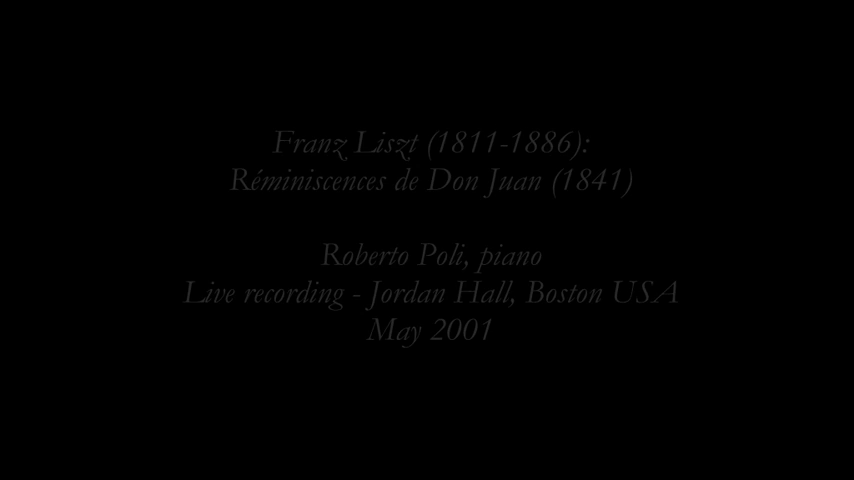 Franz Liszt (1811-1886):
Réminiscences de Don Juan (1841)
Roberto Poli, piano
Live recording - Jordan Hall, Boston USA
May 2001